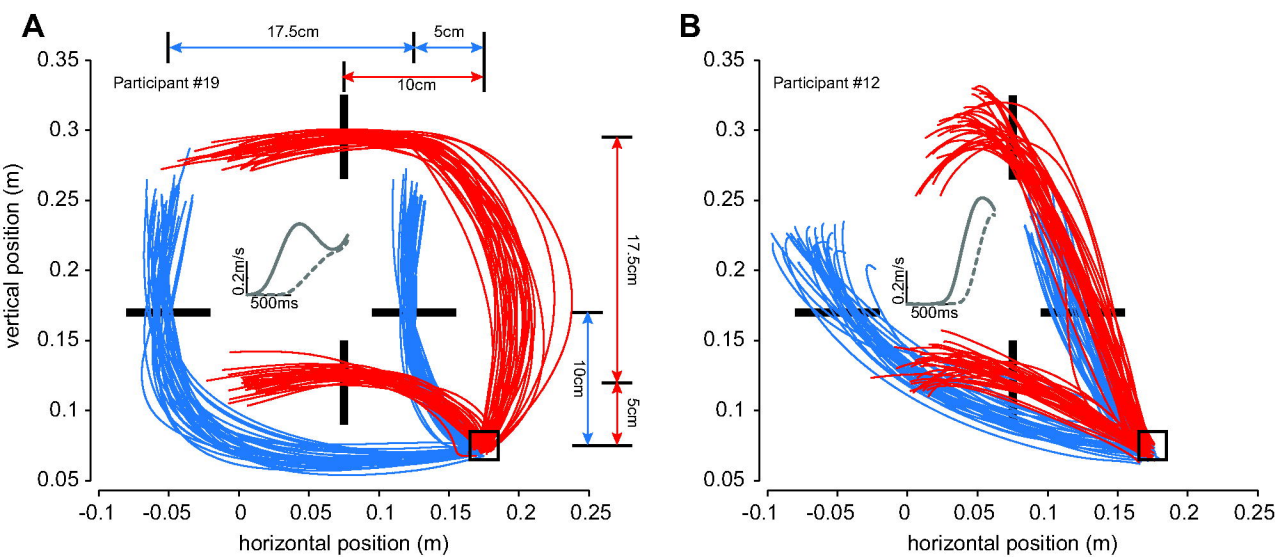 A
B
17.5cm
5cm
10cm
Participant #19
Participant #12
0.35
0.3
0.25
0.2
0.15
0.1
0.05
vertical position (m)
0.2m/s
500ms
17.5cm
10cm
5cm
-0.1
-0.05
0
0.05
0.1
0.15
0.2
0.25
horizontal position (m)
0.35
0.3
0.25
0.2
0.15
0.1
0.05
0.2m/s
500ms
-0.1
-0.05
0
0.05
0.10
0.15
0.20
0.25
horizontal position (m)